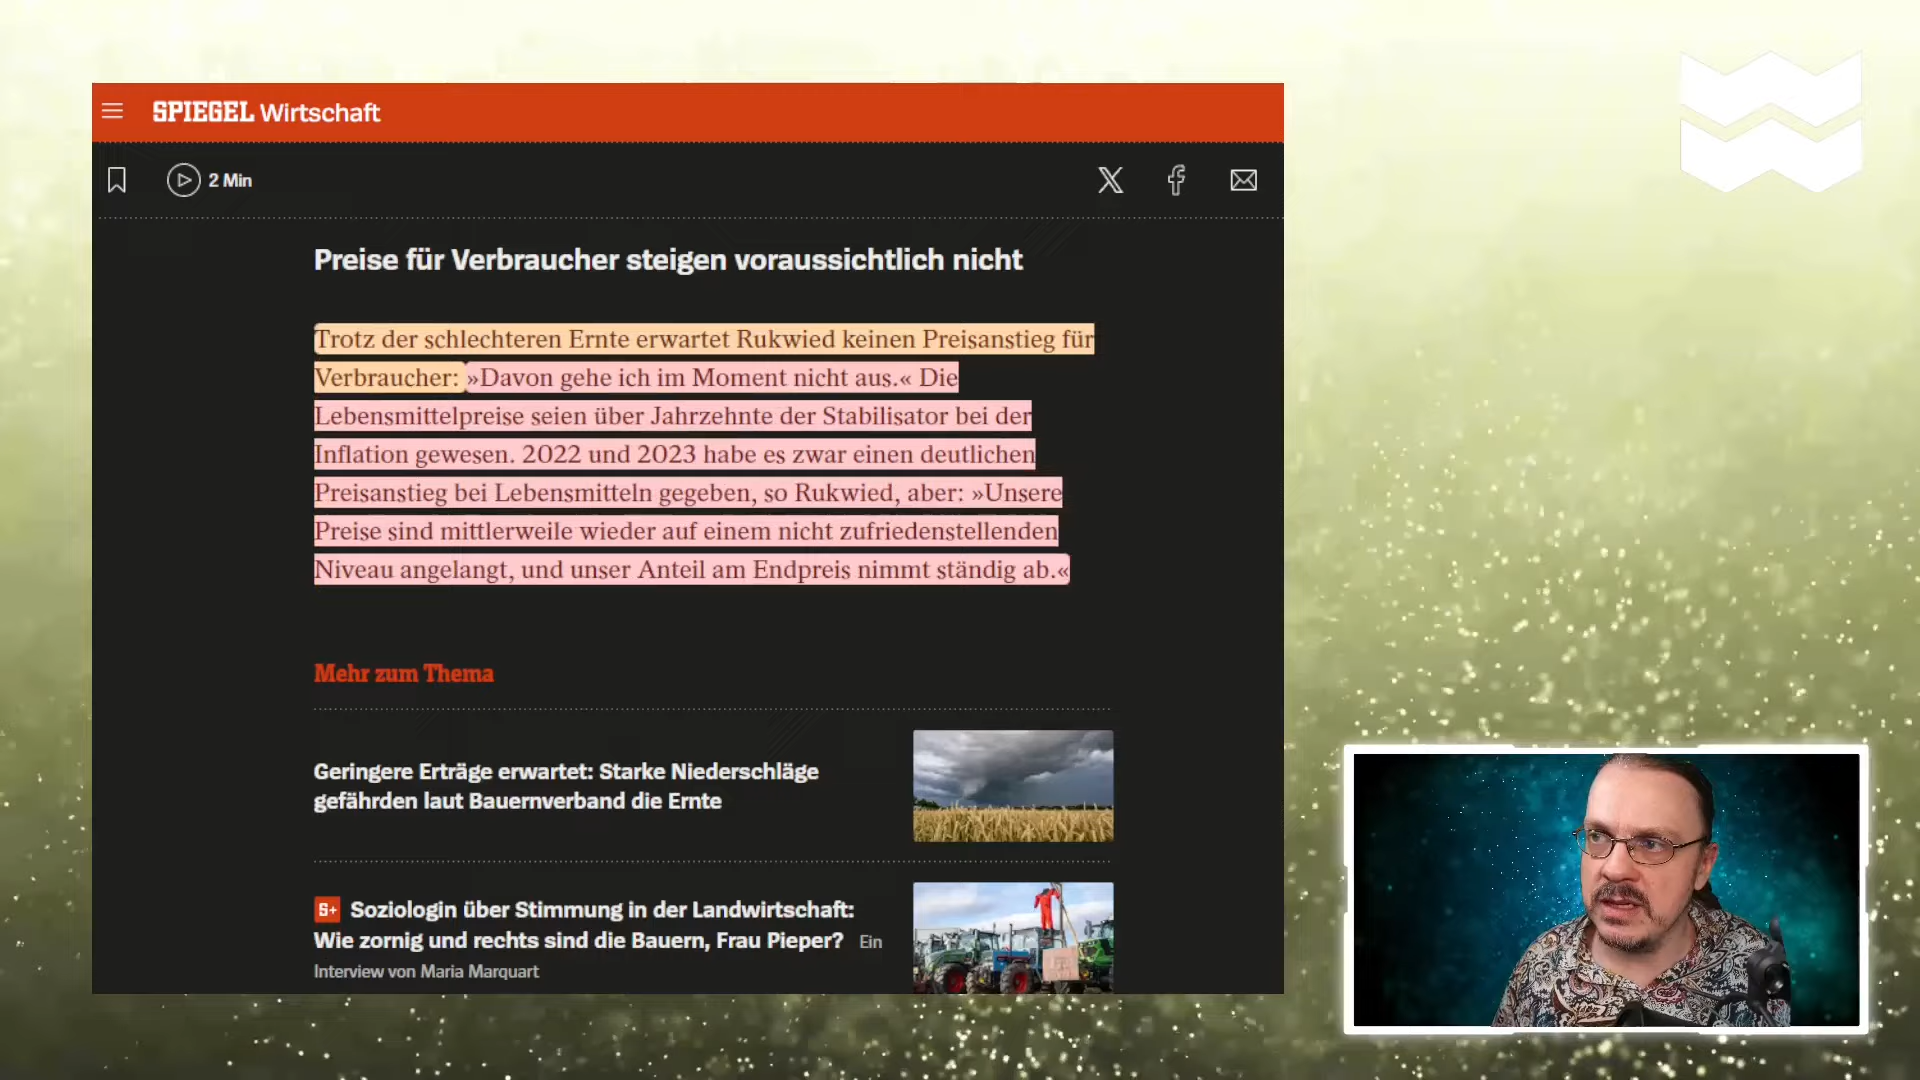 SPIEGEL Wirtschaft
2 Min
Preise für Verbraucher steigen voraussichtlich nicht
Trotz der schlechteren Ernte erwartet Rukwied keinen Preisanstieg für
Verbraucher: »Davon gehe ich im Moment nicht aus.« Die
Lebensmittelpreise seien über Jahrzehnte der Stabilisator bei der
Inflation gewesen. 2022 und 2023 habe es zwar einen deutlichen
Preisanstieg bei Lebensmitteln gegeben, so Rukwied, aber: »Unsere
Preise sind mittlerweile wieder auf einem nicht zufriedenstellenden
Niveau angelangt, und unser Anteil am Endpreis nimmt ständig ab.«
Mehr zum Thema
Geringere Erträge erwartet: Starke Niederschläge
gefährden laut Bauernverband die Ernte
S+ Soziologin über Stimmung in der Landwirtschaft:
Wie zornig und rechts sind die Bauern, Frau Pieper? Ein
Interview von Maria Marquart